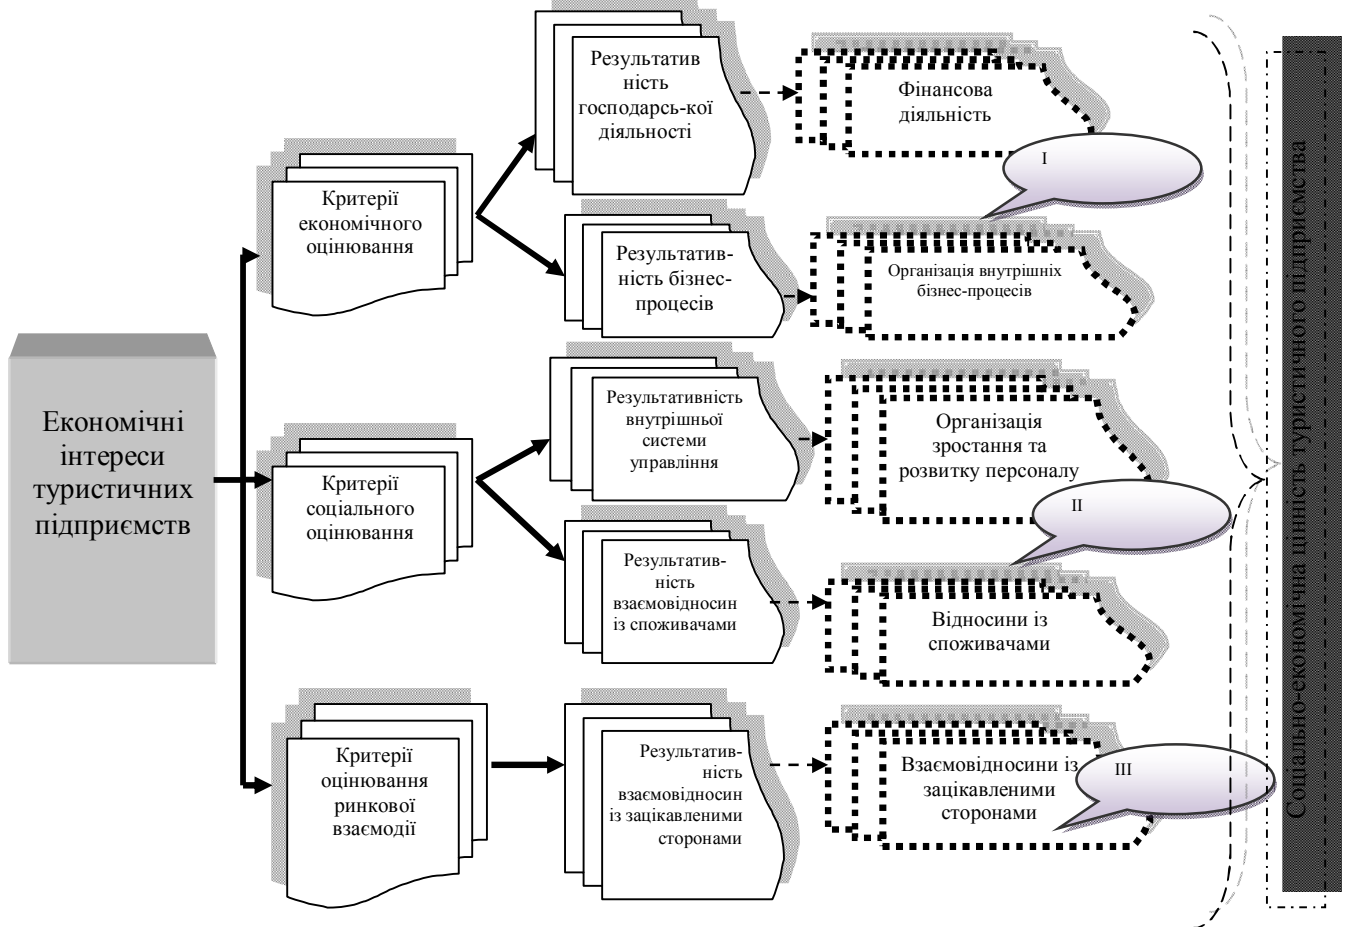 Економічні
інтереси
туристичних
підприємств
Критерії
економічного
оцінювання
Критерії
соціального
оцінювання
Критерії
оцінювання
ринкової
взаємодії
Результатив
ність
господарсь-кої
діяльності
Результатив-
ність бізнес-
процесів
Результативність
внутрішньої
системи
управління
Результатив-
ність
взаємовідносин
із споживачами
Результатив-
ність
взаємовідносин
із зацікавленими
сторонами
Фінансова
діяльність
I
Організація внутрішніх
бізнес-процесів
Організація
зростання та
розвитку персоналу
II
Відносини із
споживачами
Взаємовідносини із
зацікавленими
сторонами
III
Соціально-економічна цінність туристичного підприємства